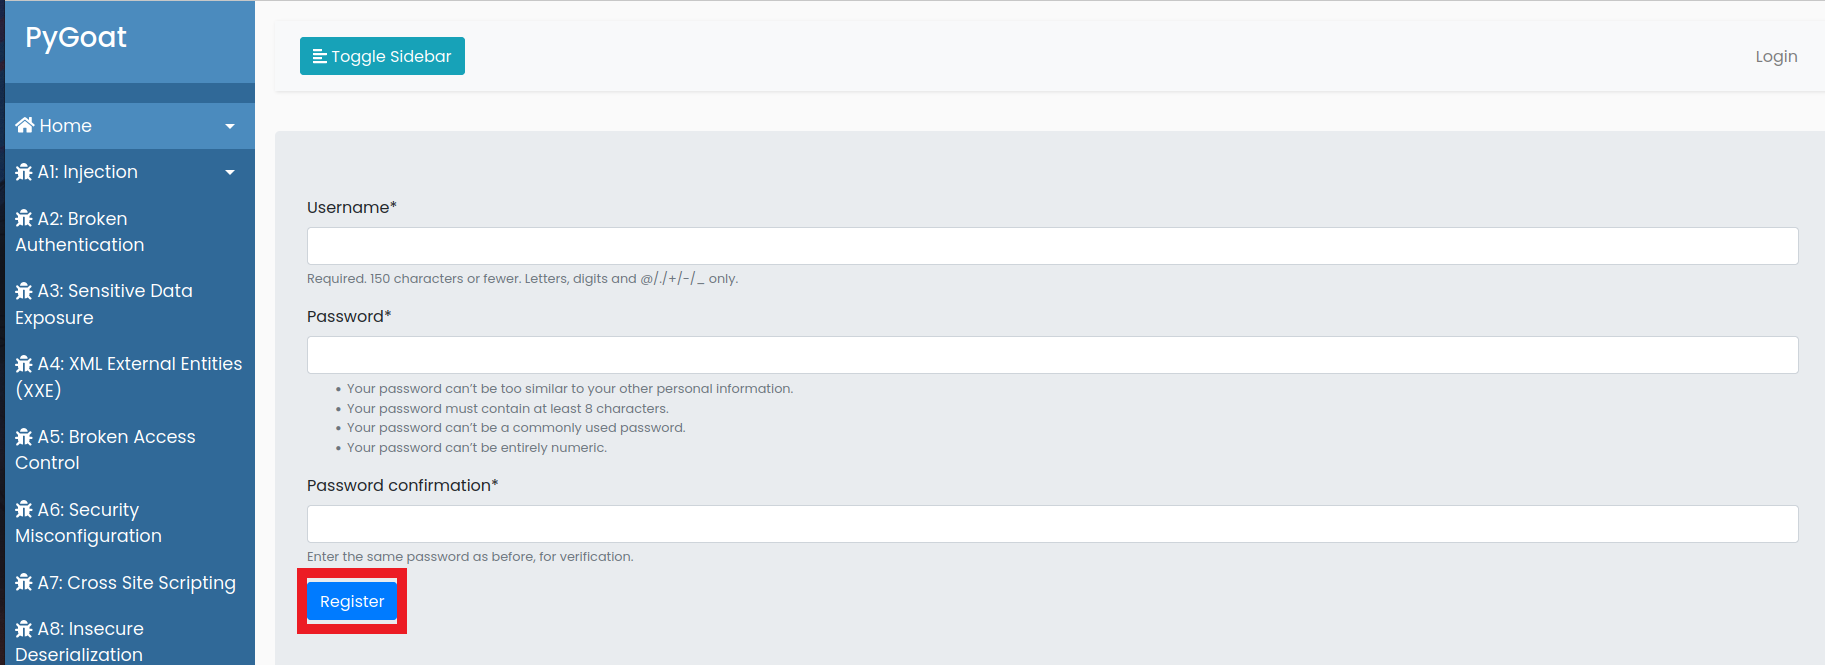 PyGoat
Toggle Sidebar
Login
Home
A1: Injection
A2: Broken
Authentication
A3: Sensitive Data
Exposure
A4: XML External Entities
(XXE)
A5: Broken Access
Control
A6: Security
Misconfiguration
A7: Cross Site Scripting
A8: Insecure
Deserialization
Username*
Required. 150 characters or fewer. Letters, digits and @/./+/-/_ only.
Password*
• Your password can’t be too similar to your other personal information.
• Your password must contain at least 8 characters.
• Your password can’t be a commonly used password.
• Your password can’t be entirely numeric.
Password confirmation*
Enter the same password as before, for verification.
Register